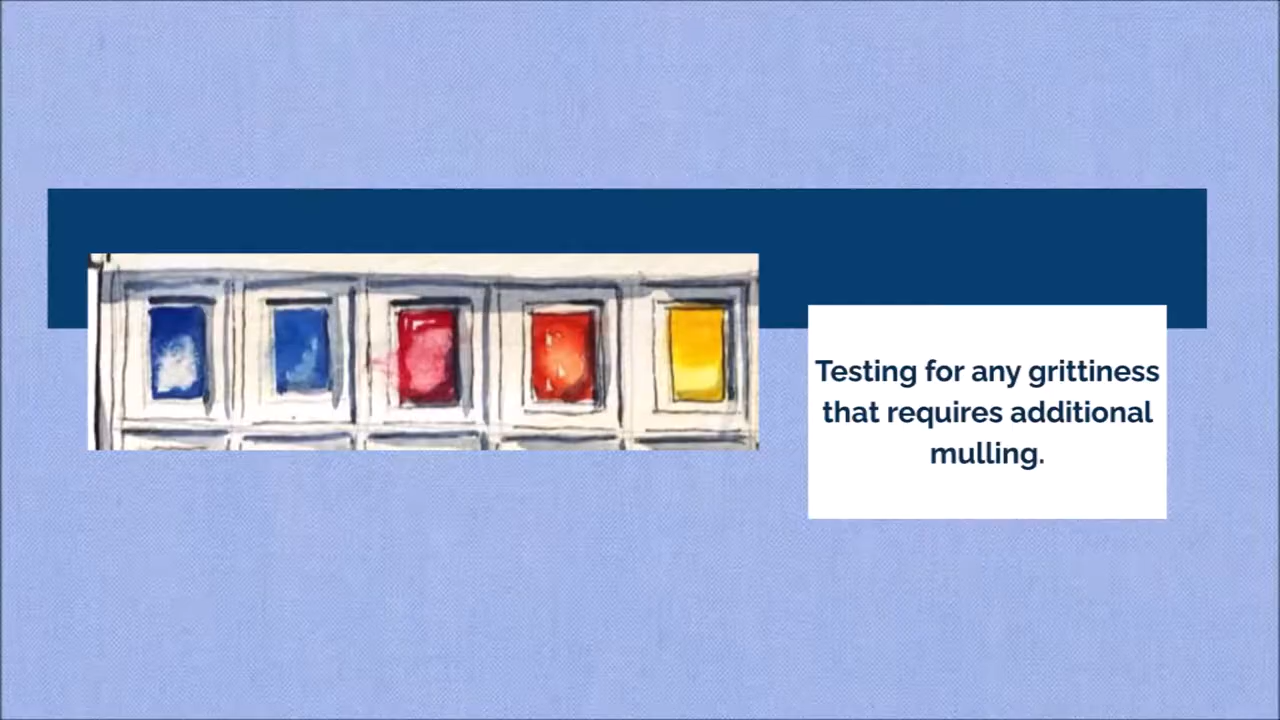 Testing for any grittiness
that requires additional
mulling.